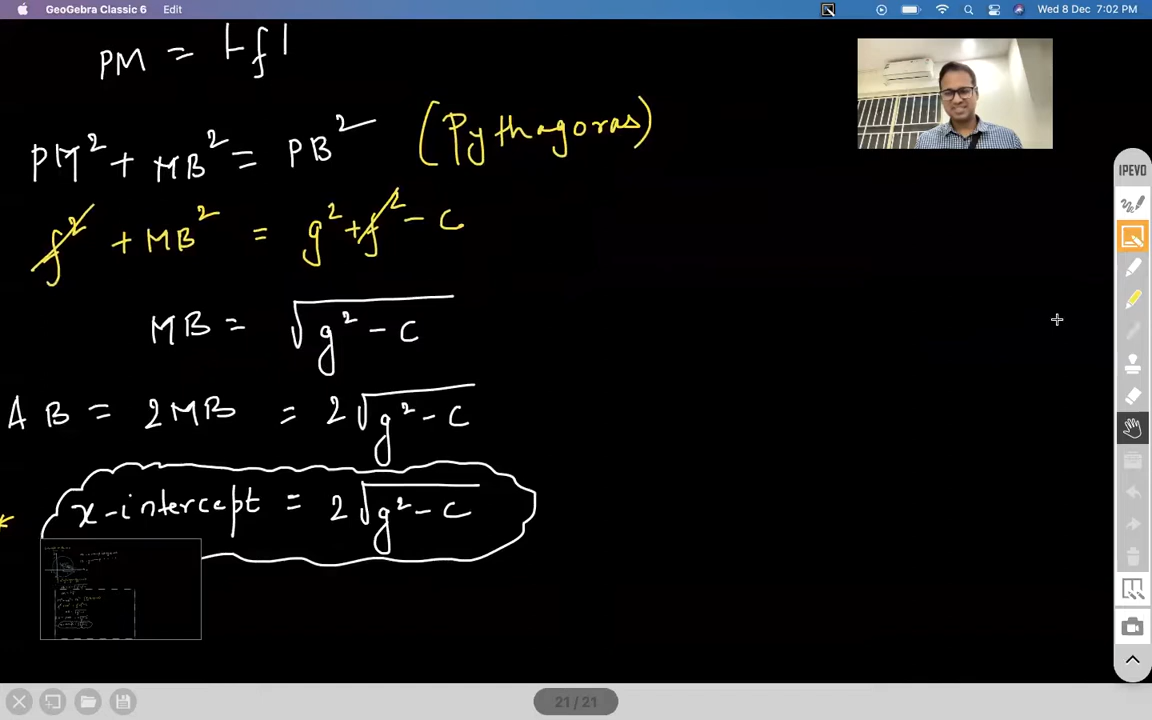 GeoGebra Classic 6 Edit Wed 8 Dec 7:02 PM
PM = |-f|
PM² + MB² = PB² (Pythagoras)
f² + MB² = g² + f² - c
MB = √g² - c
AB = 2MB = 2√g² - c
x-intercept = 2√g² - c
IPEVO
21 / 21